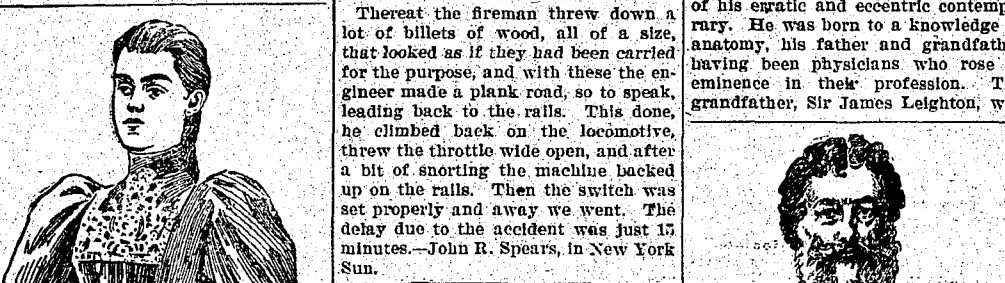 Thereat the fireman threw down a
lot of billets of wood, all of a size,
that looked as if they had been carried
for the purpose, and with these the en-
gineer made a plank road, so to speak,
leading back to the rails. This done,
he climbed back on the locomotive,
threw the throttle wide open, and after
a bit of snorting the machine backed
up on the rails. Then the switch was
set properly and away we went. The
delay due to the accident was just 15
minutes.—John R. Spears, in New York
Sun.
of his erratic and eccentric contemp
rary. He was born to a knowledge
anatomy, his father and grandfath
having been physicians who rose
eminence in their profession. T
grandfather, Sir James Leighton, w